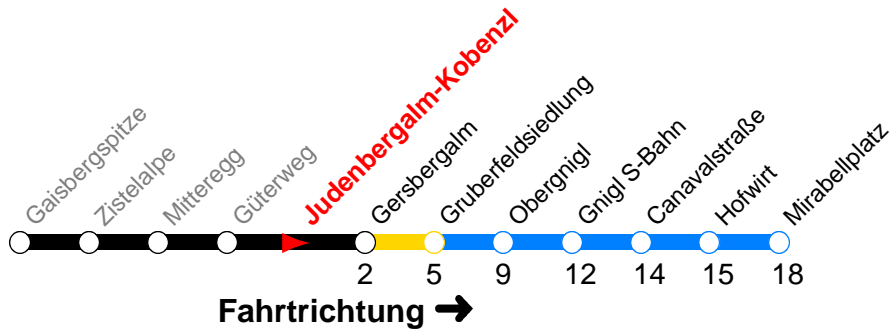 Gaisbergspitze
Zistelalpe
Mitteregg
Güterweg
Judenbergalm-Kobenzl
Gersbergalm
Gruberfeldsiedlung
Obergnigl
Gnigl S-Bahn
Canavalstraße
Hofwirt
Mirabellplatz
2 5 9 12 14 15 18
Fahrtrichtung →